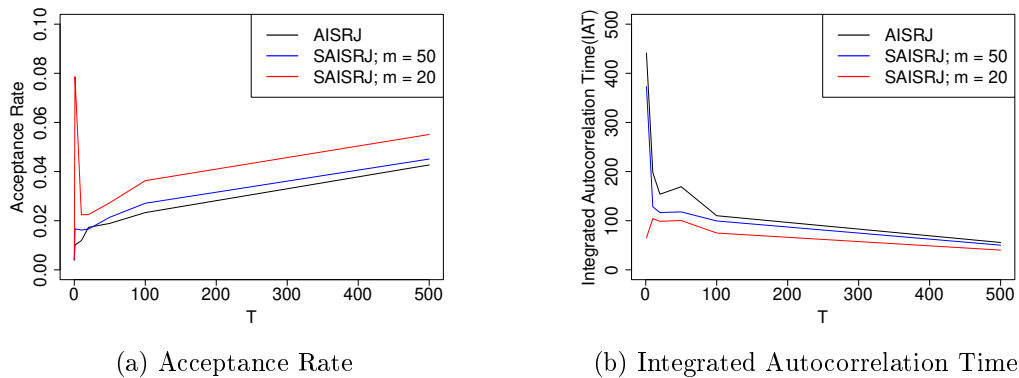 AISRJ
SAISRJ; m = 50
SAISRJ; m = 20
Acceptance Rate
0.00 0.02 0.04 0.06 0.08 0.10
0 100 200 300 400 500
T
(a) Acceptance Rate
AISRJ
SAISRJ; m = 50
SAISRJ; m = 20
Integrated Autocorrelation Time(IAT)
0 100 200 300 400 500
0 100 200 300 400 500
T
(b) Integrated Autocorrelation Time